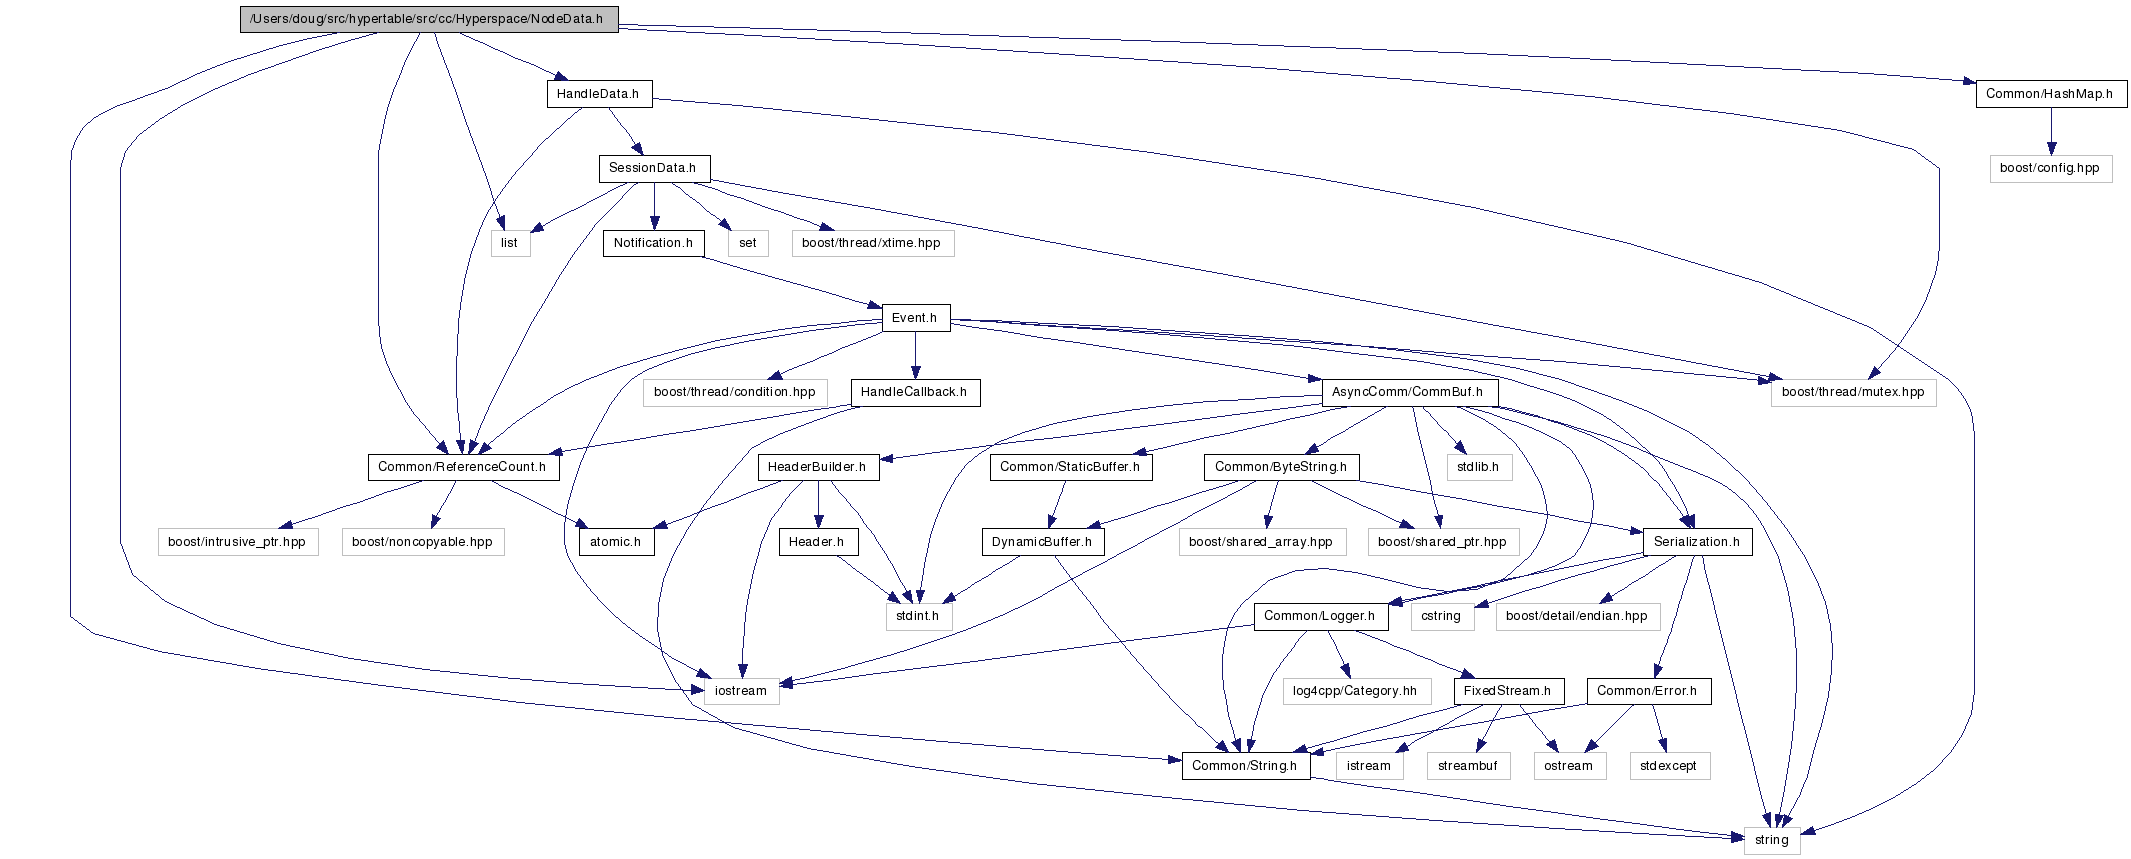 /Users/doug/src/hypertable/src/cc/Hyperspace/NodeData.h
HandleData.h
Common/HashMap.h
SessionData.h
boost/config.hpp
list
Notification.h
set
boost/thread/xtime.hpp
Event.h
boost/thread/condition.hpp
HandleCallback.h
AsyncComm/CommBuf.h
boost/thread/mutex.hpp
Common/ReferenceCount.h
HeaderBuilder.h
Common/StaticBuffer.h
Common/ByteString.h
stdlib.h
boost/intrusive_ptr.hpp
boost/noncopyable.hpp
atomic.h
Header.h
DynamicBuffer.h
boost/shared_array.hpp
boost/shared_ptr.hpp
Serialization.h
stdint.h
Common/Logger.h
cstring
boost/detail/endian.hpp
iostream
log4cpp/Category.hh
FixedStream.h
Common/Error.h
Common/String.h
istream
streambuf
ostream
stdexcept
string